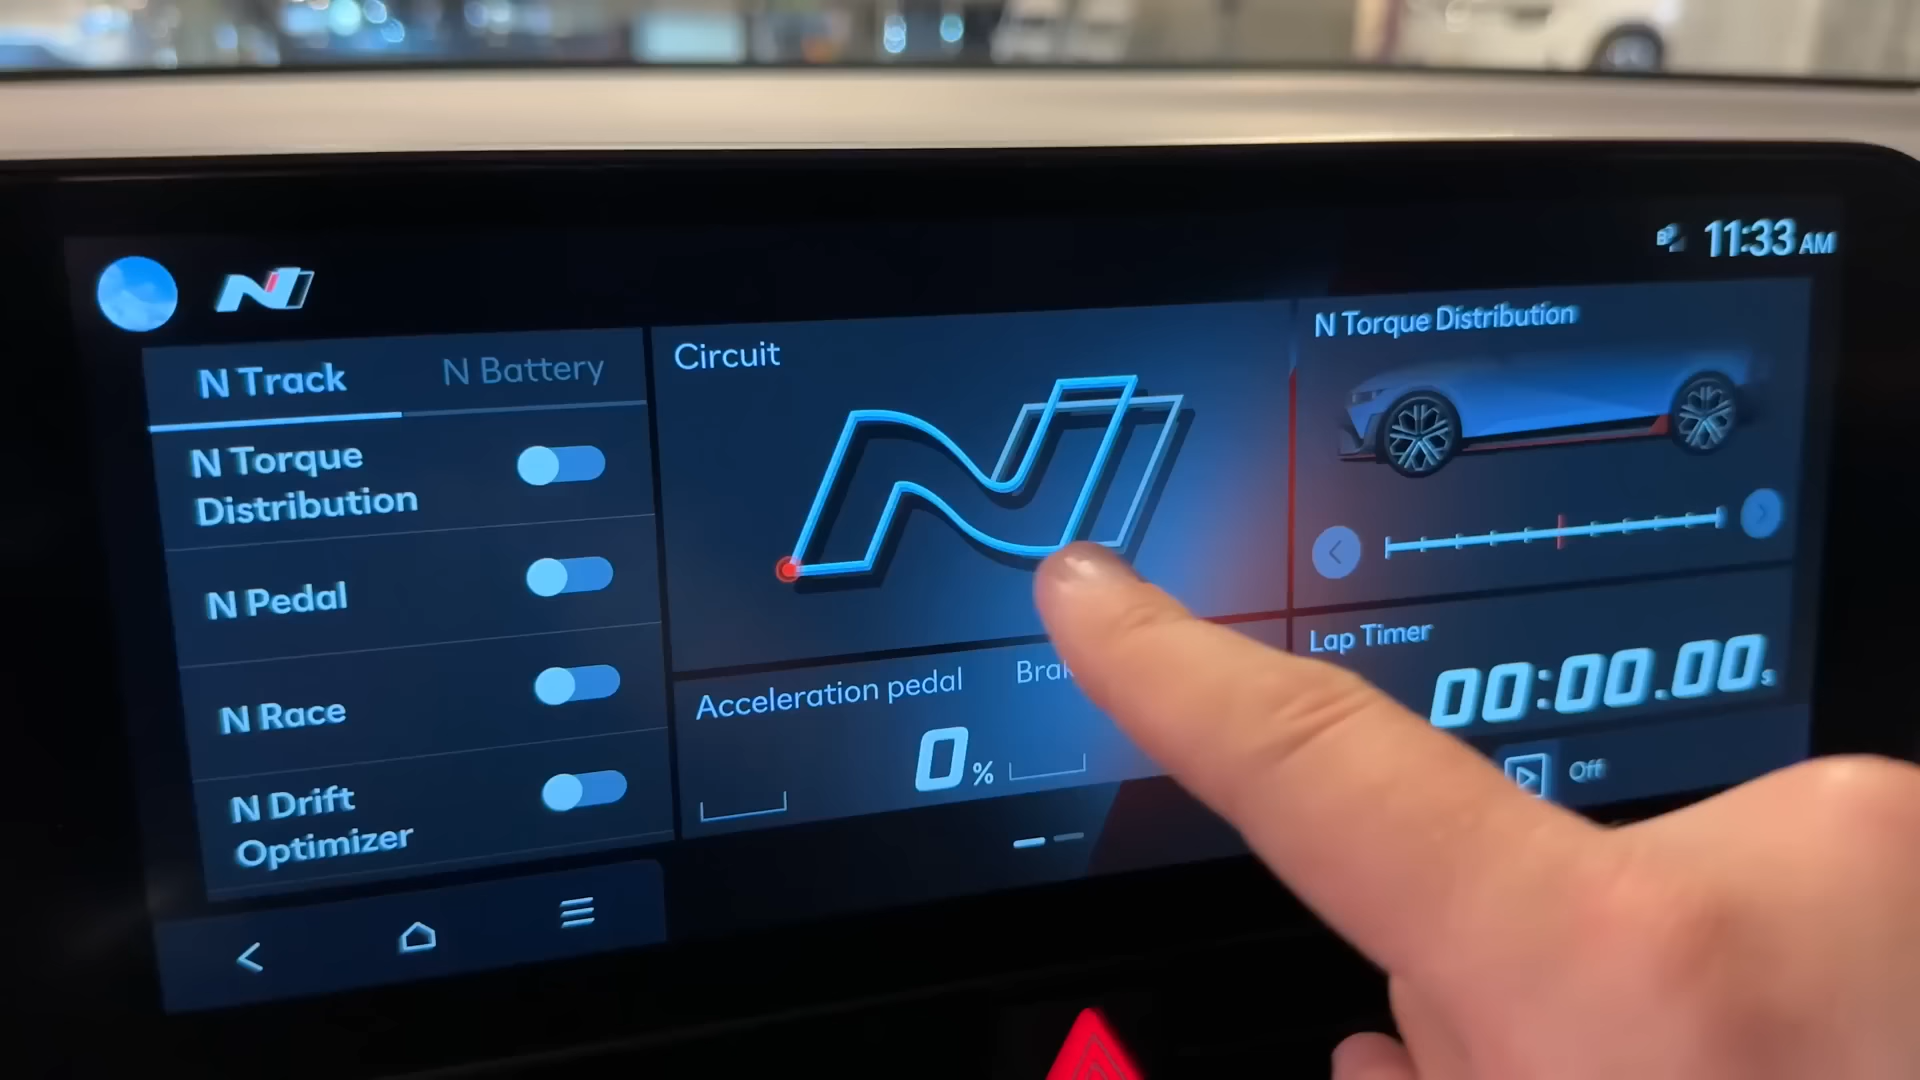 11:33 AM
N Track
N Battery
N Torque
Distribution
N Pedal
N Race
N Drift
Optimizer
Circuit
Acceleration pedal
0 %
N Torque Distribution
Lap Timer
00:00.00s
Off